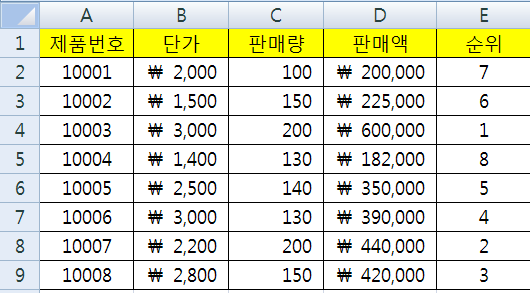 A B C D E
1 제품번호 단가 판매량 판매액 순위
2 10001 ₩ 2,000 100 ₩ 200,000 7
3 10002 ₩ 1,500 150 ₩ 225,000 6
4 10003 ₩ 3,000 200 ₩ 600,000 1
5 10004 ₩ 1,400 130 ₩ 182,000 8
6 10005 ₩ 2,500 140 ₩ 350,000 5
7 10006 ₩ 3,000 130 ₩ 390,000 4
8 10007 ₩ 2,200 200 ₩ 440,000 2
9 10008 ₩ 2,800 150 ₩ 420,000 3